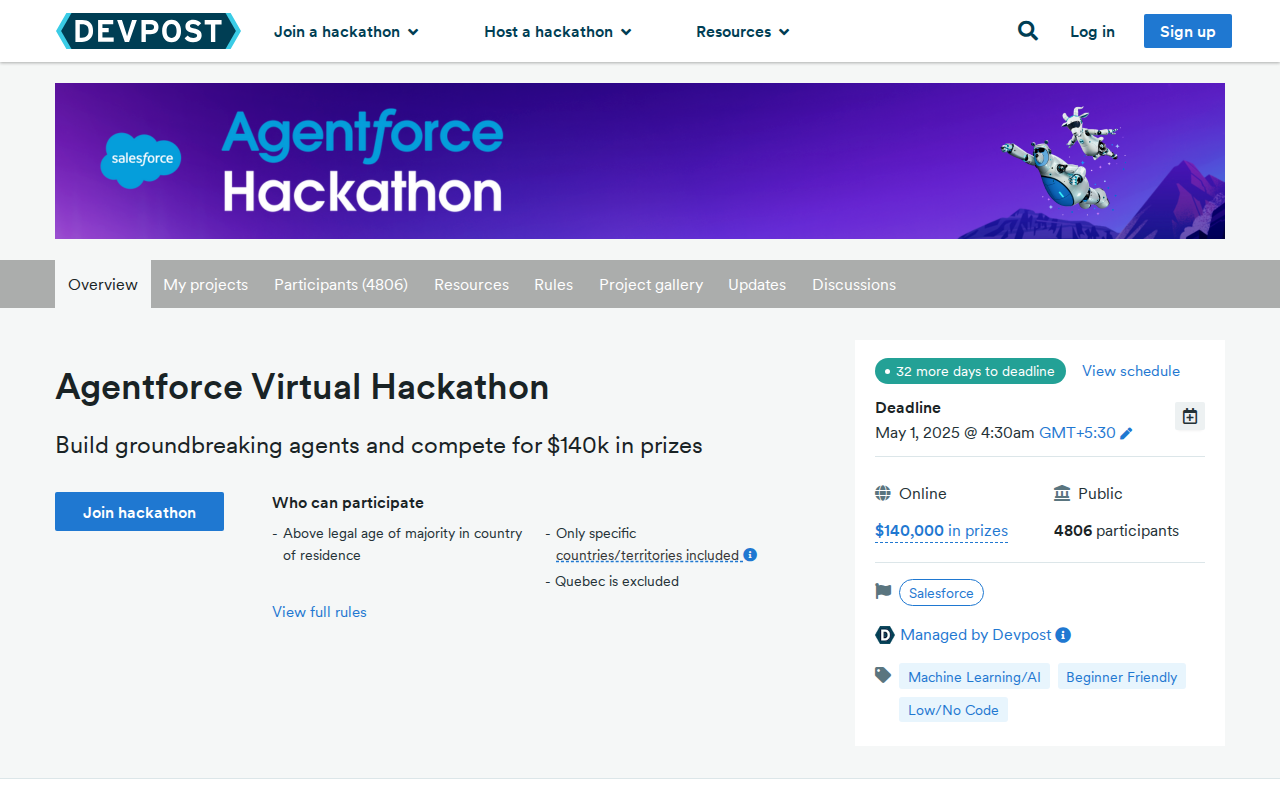 DEVPOST Join a hackathon Host a hackathon Resources Log in Sign up
salesforce
Agentforce
Hackathon
Overview My projects Participants (4806) Resources Rules Project gallery Updates Discussions
Agentforce Virtual Hackathon
Build groundbreaking agents and compete for $140k in prizes
Join hackathon
Who can participate
- Above legal age of majority in country
of residence
- Only specific
countries/territories included
- Quebec is excluded
View full rules
32 more days to deadline View schedule
Deadline
May 1, 2025 @ 4:30am GMT+5:30
Online Public
$140,000 in prizes 4806 participants
Salesforce
D Managed by Devpost
Machine Learning/AI Beginner Friendly
Low/No Code